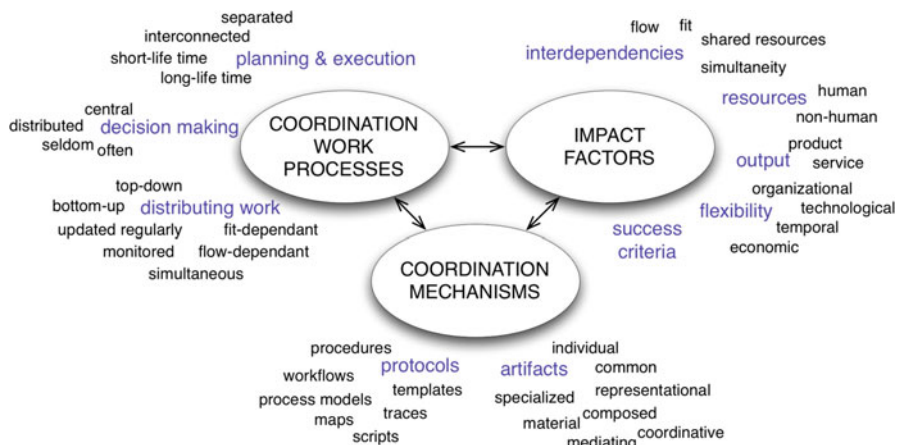 separated
interconnected
short-life time
planning & execution
long-life time
central
distributed
decision making
seldom
often
top-down
bottom-up
distributing work
updated regularly
fit-dependant
monitored
flow-dependant
simultaneous
COORDINATION
WORK
PROCESSES
IMPACT
FACTORS
COORDINATION
MECHANISMS
flow
fit
interdependencies
shared resources
simultaneity
resources
human
non-human
product
output
service
organizational
flexibility
technological
temporal
economic
success
criteria
procedures
protocols
workflows
templates
process models
traces
maps
scripts
individual
artifacts
common
specialized
representational
material
composed
coordinative
mediating